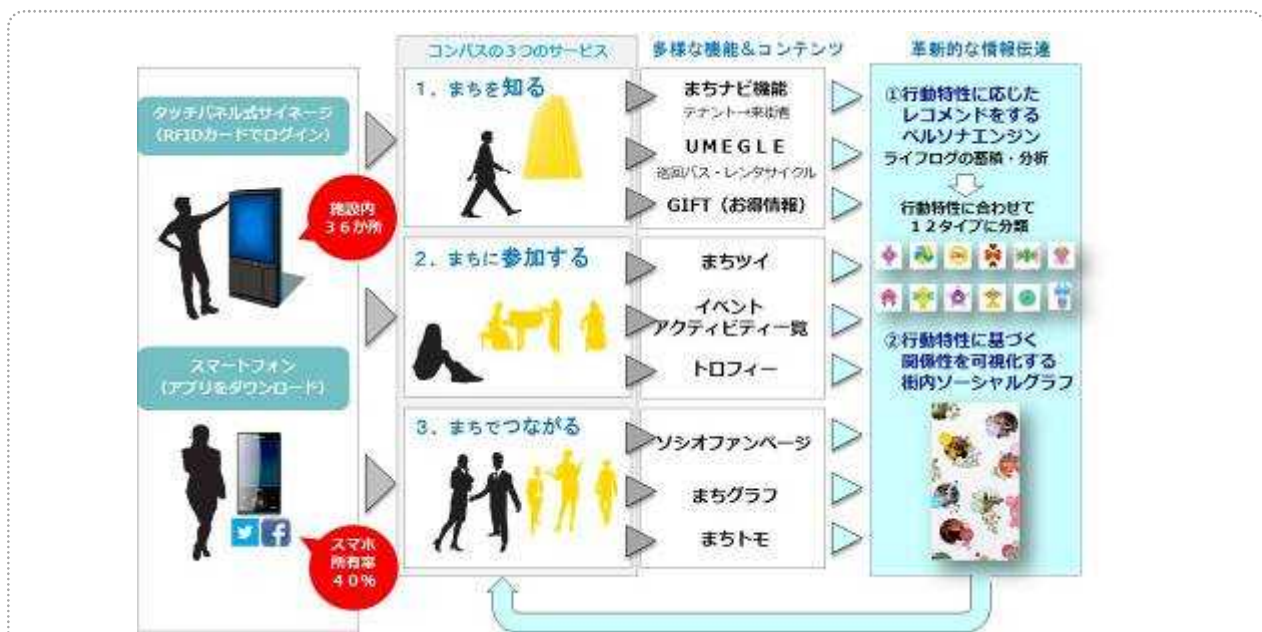 コンパスの3つのサービス
多様な機能&コンテンツ
革新的な情報伝達
タッチパネル式サイネージ
(RFIDカードでログイン)
施設内
36か所
スマートフォン
(アプリをダウンロード)
スマホ
所有率
40%
1. まちを知る
2. まちに参加する
3. まちでつながる
まちナビ機能
テナント→来街者
UMEGLE
巡回バス・レンタサイクル
GIFT(お得情報)
まちツイ
イベント
アクティビティ一覧
トロフィー
ソシオファンページ
まちグラフ
まちトモ
①行動特性に応じた
レコメンドをする
ペルソナエンジン
ライフログの蓄積・分析
行動特性に合わせて
12タイプに分類
②行動特性に基づく
関係性を可視化する
街内ソーシャルグラフ